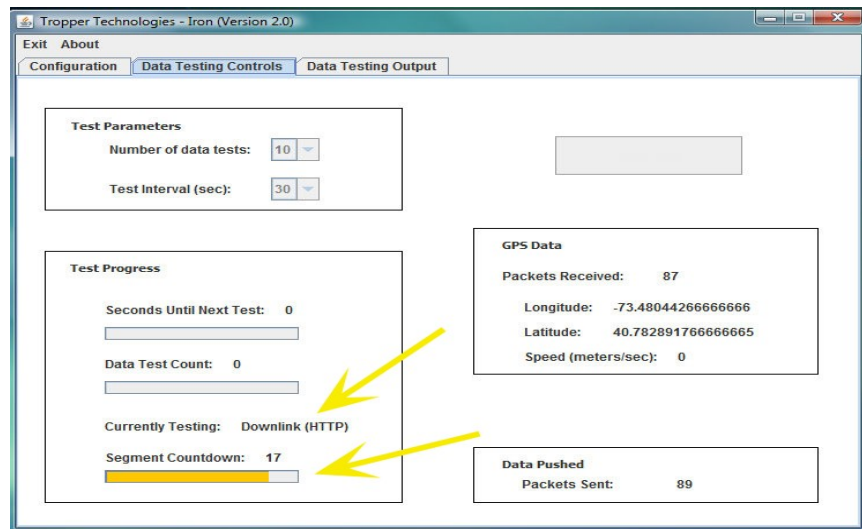 Tropper Technologies - Iron (Version 2.0)
Exit About
Configuration Data Testing Controls Data Testing Output
Test Parameters
Number of data tests: 10
Test Interval (sec): 30
Test Progress
Seconds Until Next Test: 0
Data Test Count: 0
Currently Testing: Downlink (HTTP)
Segment Countdown: 17
GPS Data
Packets Received: 87
Longitude: -73.48044266666666
Latitude: 40.782891766666665
Speed (meters/sec): 0
Data Pushed
Packets Sent: 89